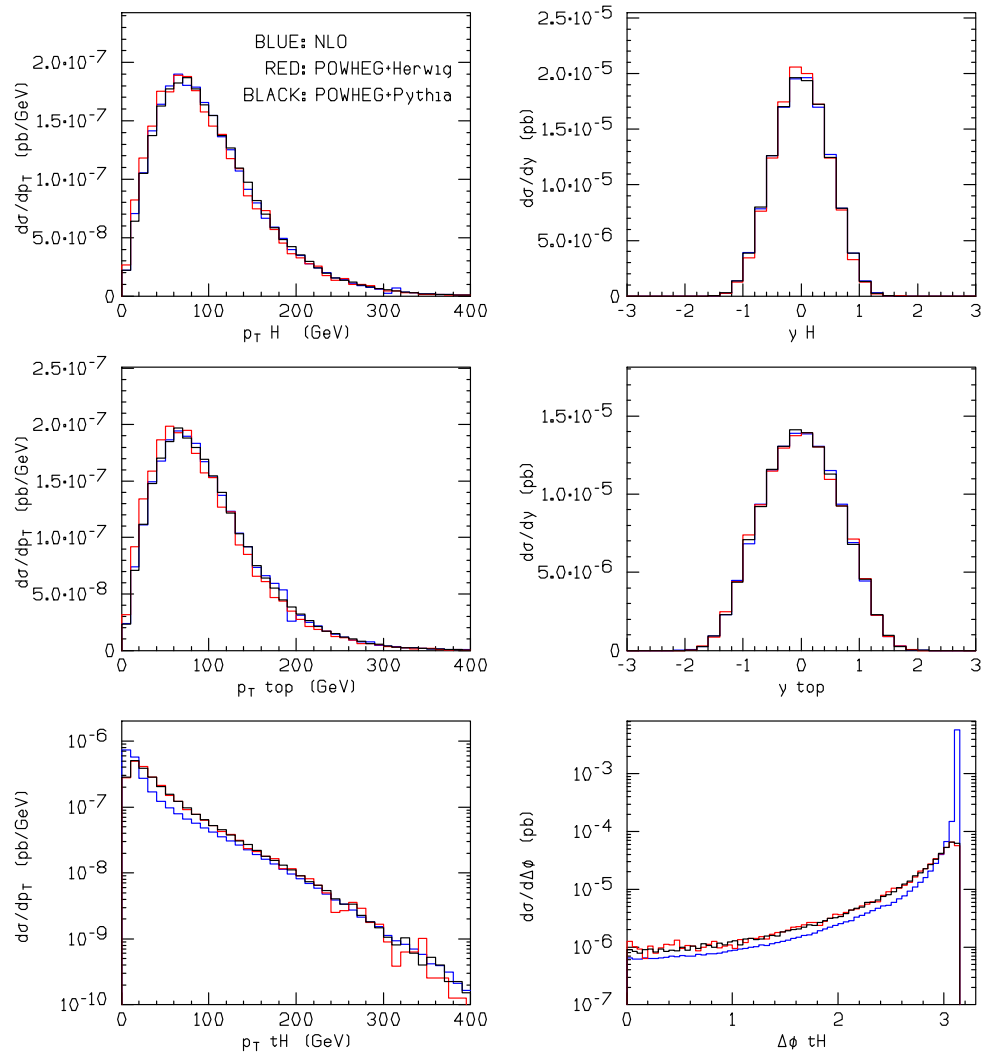 BLUE: NLO
RED: POWHEG+Herwig
BLACK: POWHEG+Pythia
dσ/dp_T (pb/GeV)
2.0·10⁻⁷
1.5·10⁻⁷
1.0·10⁻⁷
5.0·10⁻⁸
0
0 100 200 300 400
p_T H (GeV)
dσ/dy (pb)
2.5·10⁻⁵
2.0·10⁻⁵
1.5·10⁻⁵
1.0·10⁻⁵
5.0·10⁻⁶
0
-3 -2 -1 0 1 2 3
y H
dσ/dp_T (pb/GeV)
2.5·10⁻⁷
2.0·10⁻⁷
1.5·10⁻⁷
1.0·10⁻⁷
5.0·10⁻⁸
0
0 100 200 300 400
p_T top (GeV)
dσ/dy (pb)
1.5·10⁻⁵
1.0·10⁻⁵
5.0·10⁻⁶
0
-3 -2 -1 0 1 2 3
y top
dσ/dp_T (pb/GeV)
10⁻⁶
10⁻⁷
10⁻⁸
10⁻⁹
10⁻¹⁰
0 100 200 300 400
p_T tH (GeV)
dσ/dΔϕ (pb)
10⁻³
10⁻⁴
10⁻⁵
10⁻⁶
10⁻⁷
0 1 2 3
Δϕ tH